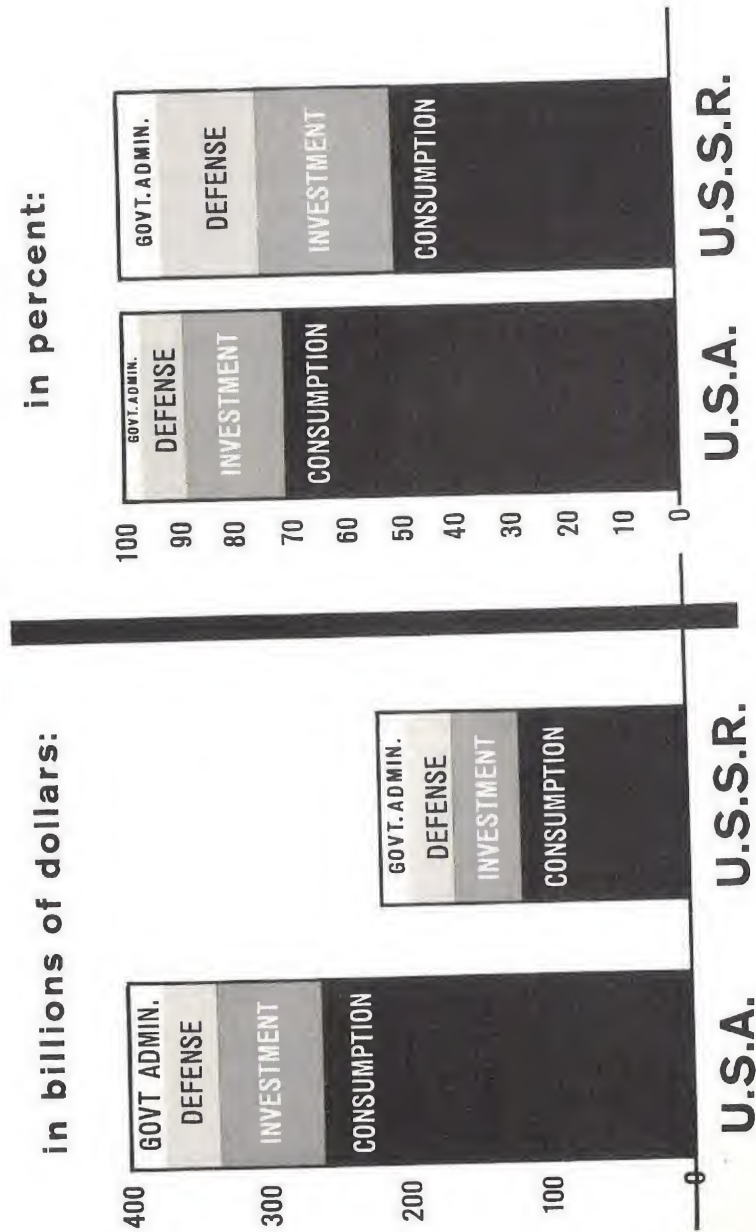 in billions of dollars:
400
300
200
100
0
GOVT ADMIN.
DEFENSE
INVESTMENT
CONSUMPTION
U.S.A.
GOVT. ADMIN.
DEFENSE
INVESTMENT
CONSUMPTION
U.S.S.R.
in percent:
100
90
80
70
60
50
40
30
20
10
0
GOVT. ADMIN.
DEFENSE
INVESTMENT
CONSUMPTION
U.S.A.
GOVT. ADMIN.
DEFENSE
INVESTMENT
CONSUMPTION
U.S.S.R.